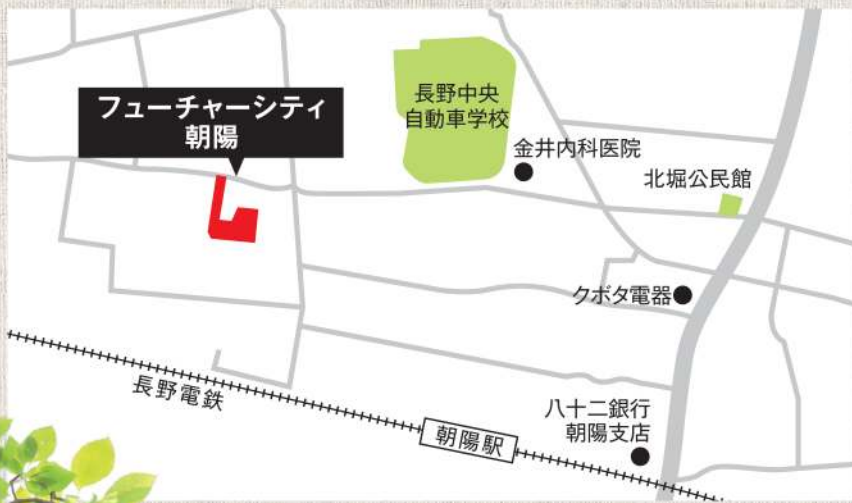 フューチャーシティ
朝陽
長野中央
自動車学校
金井内科医院
北堀公民館
クボタ電器
長野電鉄
朝陽駅
八十二銀行
朝陽支店